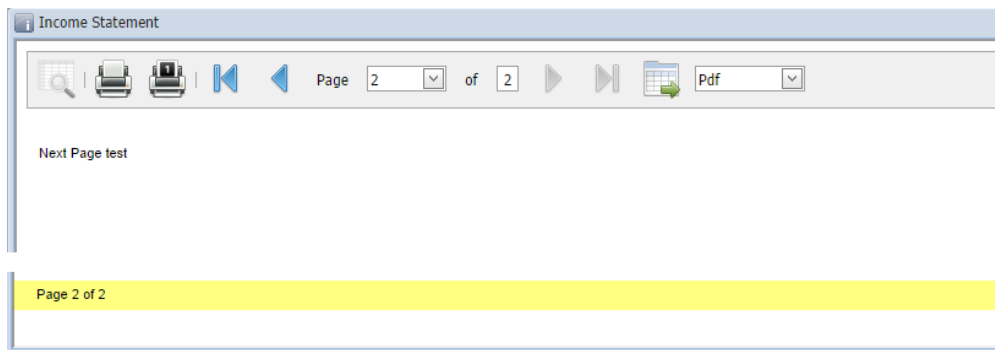 Income Statement
Page 2 of 2 Pdf
Next Page test
Page 2 of 2